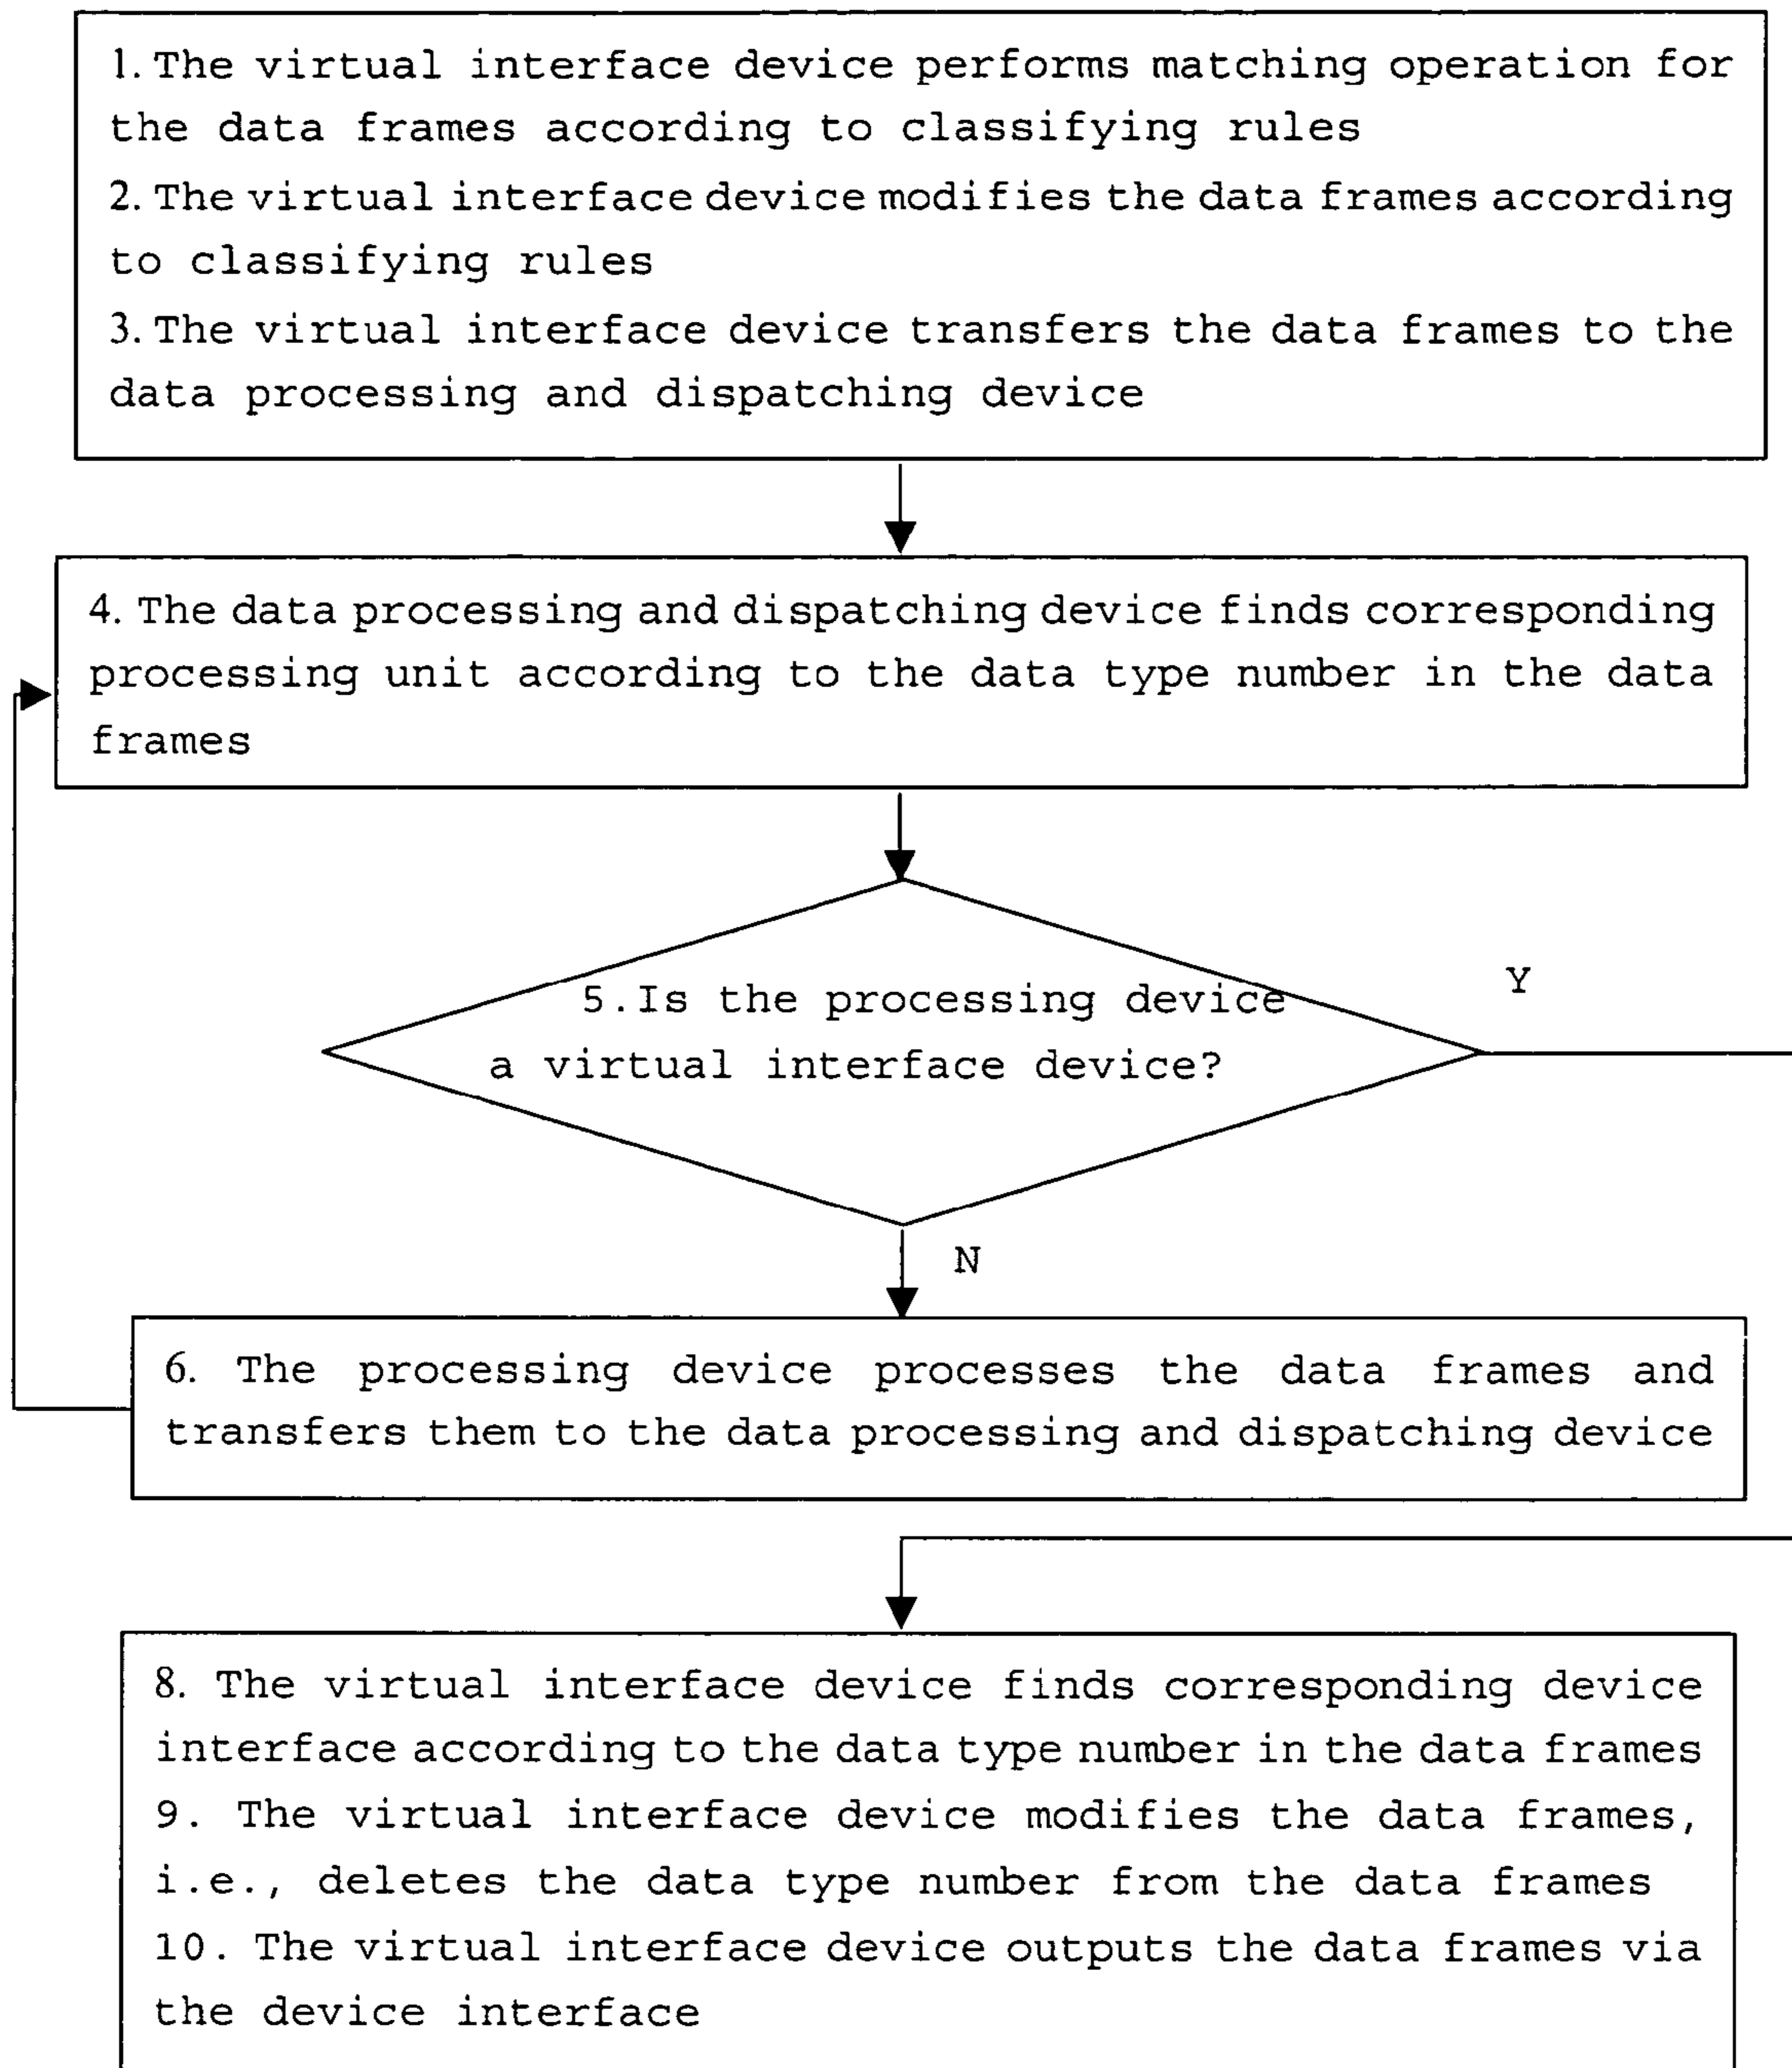 1. The virtual interface device performs matching operation for
the data frames according to classifying rules
2. The virtual interface device modifies the data frames according
to classifying rules
3. The virtual interface device transfers the data frames to the
data processing and dispatching device
4. The data processing and dispatching device finds corresponding
processing unit according to the data type number in the data
frames
Y
5.Is the processing device
a virtual interface device?
N
6. The processing device processes the data frames and
transfers them to the data processing and dispatching device
8. The virtual interface device finds corresponding device
interface according to the data type number in the data frames
9. The virtual interface device modifies the data frames,
i.e., deletes the data type number from the data frames
10. The virtual interface device outputs the data frames via
the device interface